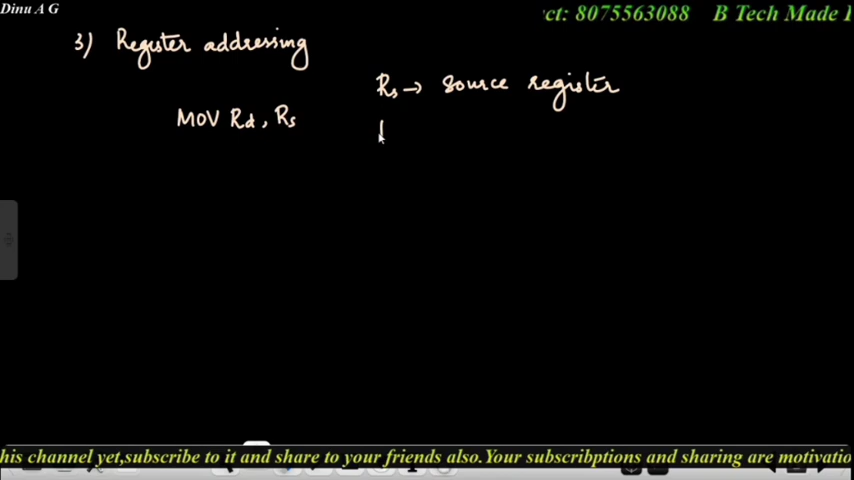 Dinu A G
ct: 8075563088 B Tech Made
3) Register addressing
Rs → Source register
MOV Rd, Rs
his channel yet,subscribe to it and share to your friends also.Your subscribptions and sharing are motivatio